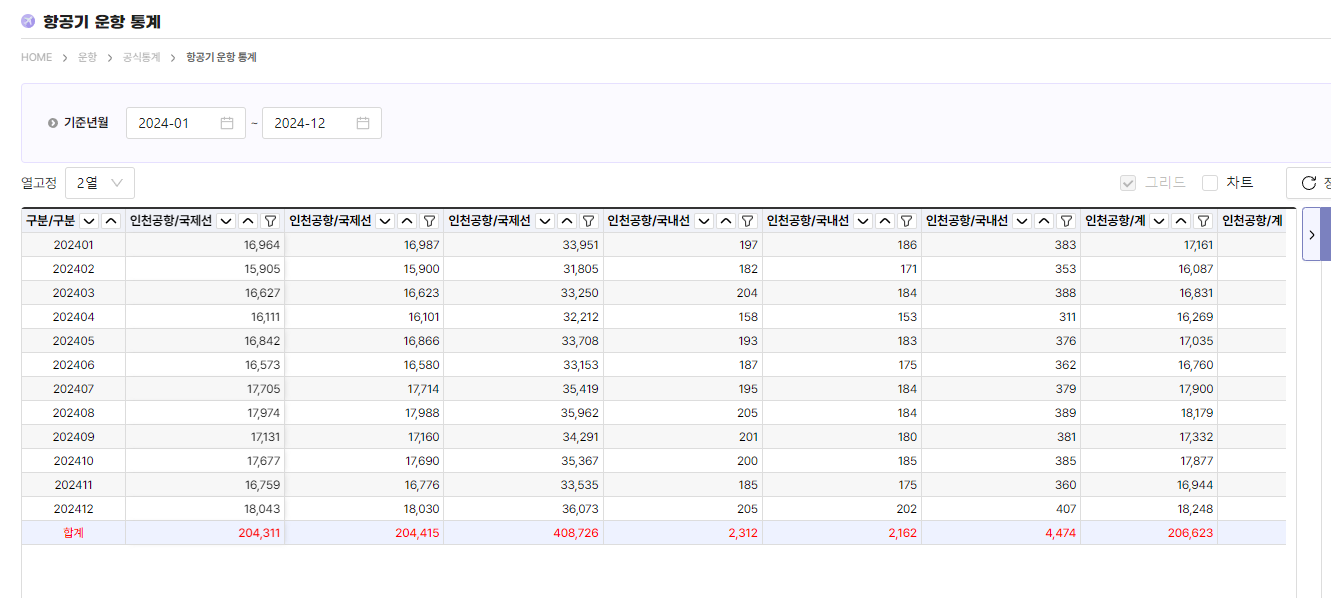 항공기 운항 통계
HOME > 운항 > 공식통계 > 항공기 운항 통계
기준년월 2024-01 ~ 2024-12
열고정 2열 그리드 차트
구분/구분 인천공항/국제선 인천공항/국제선 인천공항/국제선 인천공항/국내선 인천공항/국내선 인천공항/국내선 인천공항/계 인천공항/계
202401 16,964 16,987 33,951 197 186 383 17,161
202402 15,905 15,900 31,805 182 171 353 16,087
202403 16,627 16,623 33,250 204 184 388 16,831
202404 16,111 16,101 32,212 158 153 311 16,269
202405 16,842 16,866 33,708 193 183 376 17,035
202406 16,573 16,580 33,153 187 175 362 16,760
202407 17,705 17,714 35,419 195 184 379 17,900
202408 17,974 17,988 35,962 205 184 389 18,179
202409 17,131 17,160 34,291 201 180 381 17,332
202410 17,677 17,690 35,367 200 185 385 17,877
202411 16,759 16,776 33,535 185 175 360 16,944
202412 18,043 18,030 36,073 205 202 407 18,248
합계 204,311 204,415 408,726 2,312 2,162 4,474 206,623